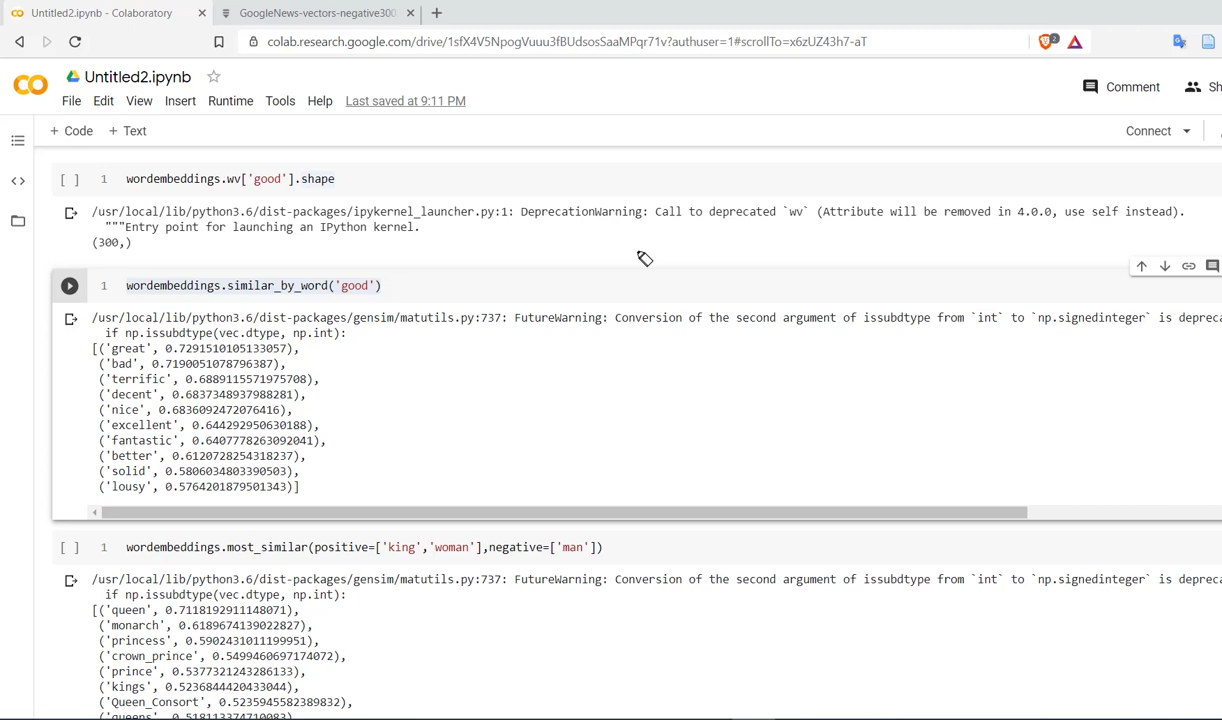 Untitled2.ipynb - Colaboratory
GoogleNews-vectors-negative300
colab.research.google.com/drive/1sfX4V5NpogVuuu3fBUdsosSaaMPqr71v?authuser=1#scrollTo=x6zUZ43h7-aT
2
Untitled2.ipynb
Comment
Sh
File Edit View Insert Runtime Tools Help Last saved at 9:11 PM
+ Code + Text
Connect
[ ] 1 wordembeddings.wv['good'].shape
/usr/local/lib/python3.6/dist-packages/ipykernel_launcher.py:1: DeprecationWarning: Call to deprecated `wv` (Attribute will be removed in 4.0.0, use self instead).
"""Entry point for launching an IPython kernel.
(300,)
1 wordembeddings.similar_by_word('good')
/usr/local/lib/python3.6/dist-packages/gensim/matutils.py:737: FutureWarning: Conversion of the second argument of issubdtype from `int` to `np.signedinteger` is depreca
if np.issubdtype(vec.dtype, np.int):
[('great', 0.7291510105133057),
('bad', 0.7190051078796387),
('terrific', 0.6889115571975708),
('decent', 0.6837348937988281),
('nice', 0.6836092472076416),
('excellent', 0.644292950630188),
('fantastic', 0.6407778263092041),
('better', 0.6120728254318237),
('solid', 0.5806034803390503),
('lousy', 0.5764201879501343)]
[ ] 1 wordembeddings.most_similar(positive=['king','woman'],negative=['man'])
/usr/local/lib/python3.6/dist-packages/gensim/matutils.py:737: FutureWarning: Conversion of the second argument of issubdtype from `int` to `np.signedinteger` is depreca
if np.issubdtype(vec.dtype, np.int):
[('queen', 0.7118192911148071),
('monarch', 0.6189674139022827),
('princess', 0.5902431011199951),
('crown_prince', 0.5499460697174072),
('prince', 0.5377321243286133),
('kings', 0.5236844420433044),
('Queen_Consort', 0.5235945582389832),
('queens', 0.518113374710083),